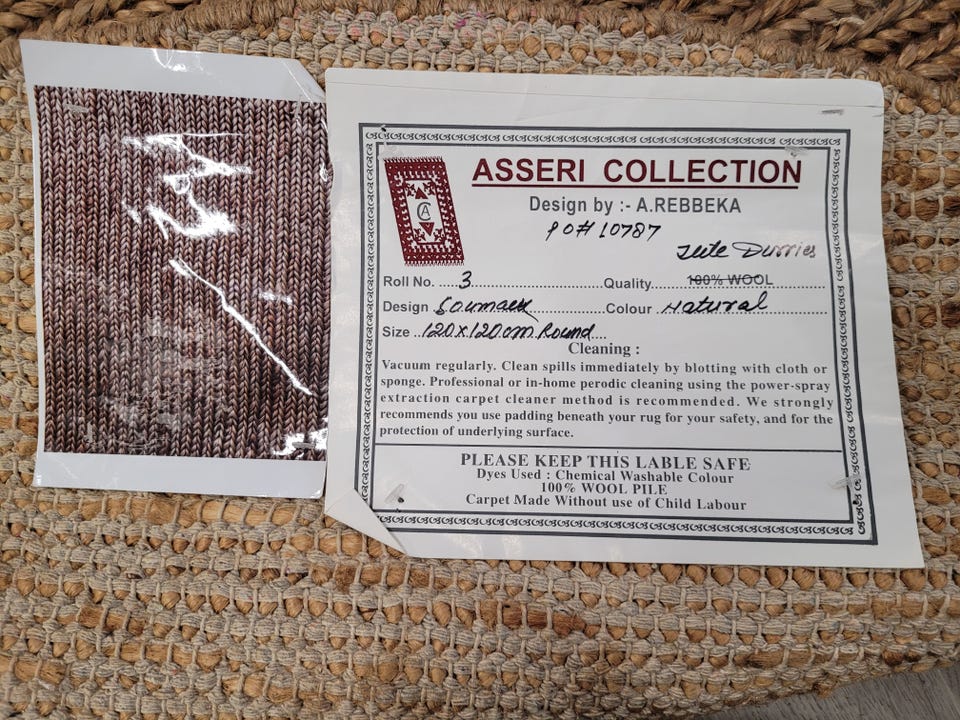 ASSERI COLLECTION
Design by :- A.REBBEKA
PO# 10787
Jute Durries
Roll No. ......3..............................Quality......100% WOOL..............
Design .Soumack..................Colour .Natural..................
Size ..120x120cm Round....
Cleaning :
Vacuum regularly. Clean spills immediately by blotting with cloth or
sponge. Professional or in-home perodic cleaning using the power-spray
extraction carpet cleaner method is recommended. We strongly
recommends you use padding beneath your rug for your safety, and for the
protection of underlying surface.
PLEASE KEEP THIS LABLE SAFE
Dyes Used : Chemical Washable Colour
100% WOOL PILE
Carpet Made Without use of Child Labour